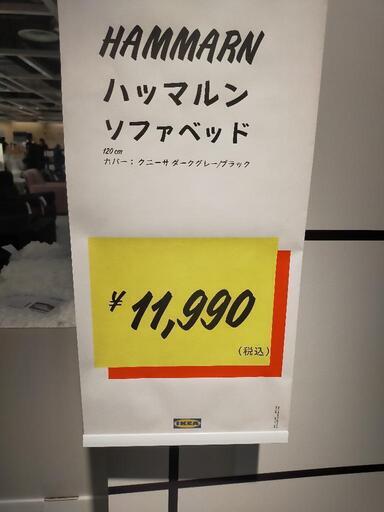 HAMMARN
ハッマルン
ソファベッド
120 cm
カバー：クニーサ ダークグレー/ブラック
¥ 11,990
(税込)
IKEA